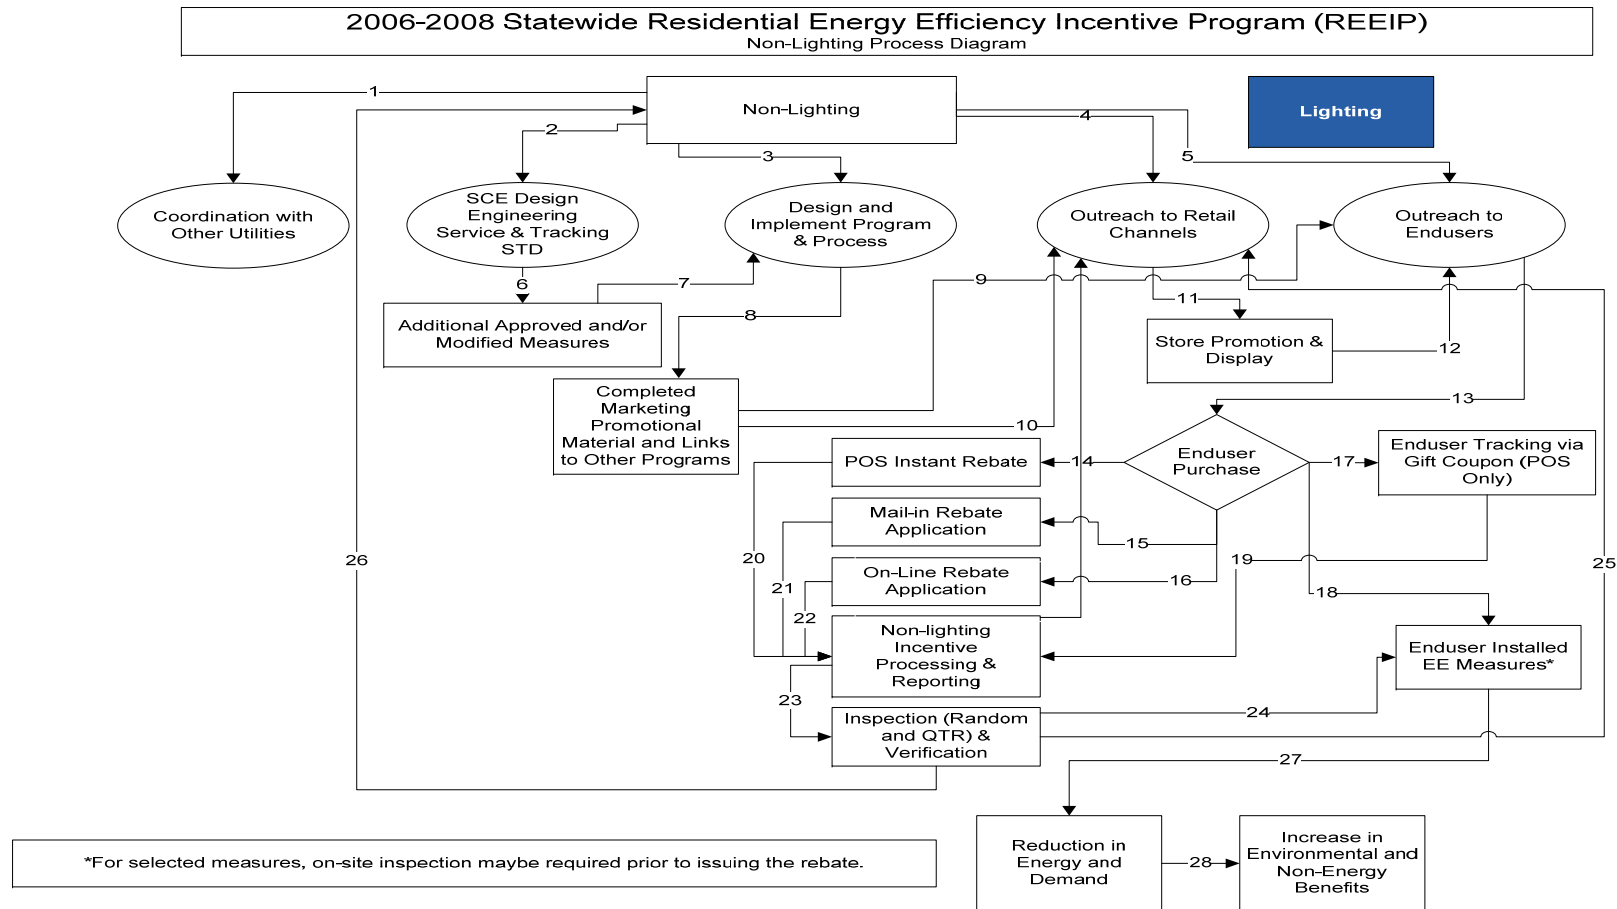 2006-2008 Statewide Residential Energy Efficiency Incentive Program (REEIP)
Non-Lighting Process Diagram
1
Non-Lighting
Lighting
2
3
4
5
Coordination with
Other Utilities
SCE Design
Engineering
Service & Tracking
STD
Design and
Implement Program
& Process
Outreach to Retail
Channels
Outreach to
Endusers
6
7
8
9
11
Additional Approved and/or
Modified Measures
Store Promotion &
Display
12
Completed
Marketing
Promotional
Material and Links
to Other Programs
10
13
POS Instant Rebate
14
Enduser
Purchase
17
Enduser Tracking via
Gift Coupon (POS
Only)
Mail-in Rebate
Application
15
On-Line Rebate
Application
16
26
20
21
22
19
18
25
Non-lighting
Incentive
Processing &
Reporting
Enduser Installed
EE Measures*
23
Inspection (Random
and QTR) &
Verification
24
27
Reduction in
Energy and
Demand
28
Increase in
Environmental and
Non-Energy
Benefits
*For selected measures, on-site inspection maybe required prior to issuing the rebate.